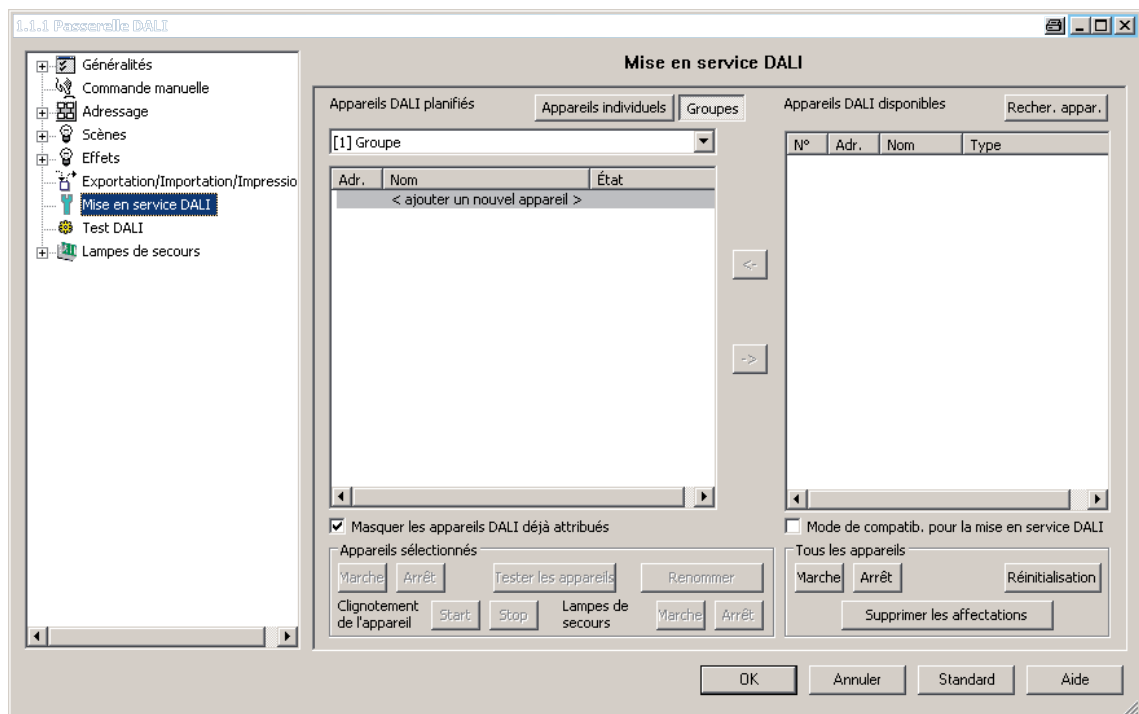 1.1.1 Passerelle DALI
Généralités
Commande manuelle
Adressage
Scènes
Effets
Exportation/Importation/Impressio
Mise en service DALI
Test DALI
Lampes de secours
Mise en service DALI
Appareils DALI planifiés
Appareils individuels
Groupes
[1] Groupe
Adr. Nom État
< ajouter un nouvel appareil >
<-
->
Masquer les appareils DALI déjà attribués
Appareils sélectionnés
Marche Arrêt Tester les appareils Renommer
Clignotement de l'appareil Start Stop Lampes de secours Marche Arrêt
Appareils DALI disponibles
Recher. appar.
N° Adr. Nom Type
Mode de compatib. pour la mise en service DALI
Tous les appareils
Marche Arrêt Réinitialisation
Supprimer les affectations
OK Annuler Standard Aide